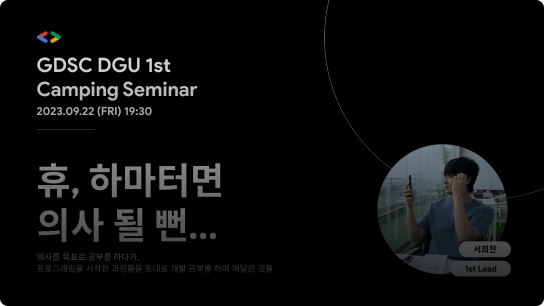 GDSC DGU 1st
Camping Seminar
2023.09.22 (FRI) 19:30
휴, 하마터면
의사 될 뻔...
의사를 목표로 공부를 하다가,
프로그래밍을 시작한 과정들을 토대로 개발 공부를 하며 깨달은 것들
서희찬
1st Lead